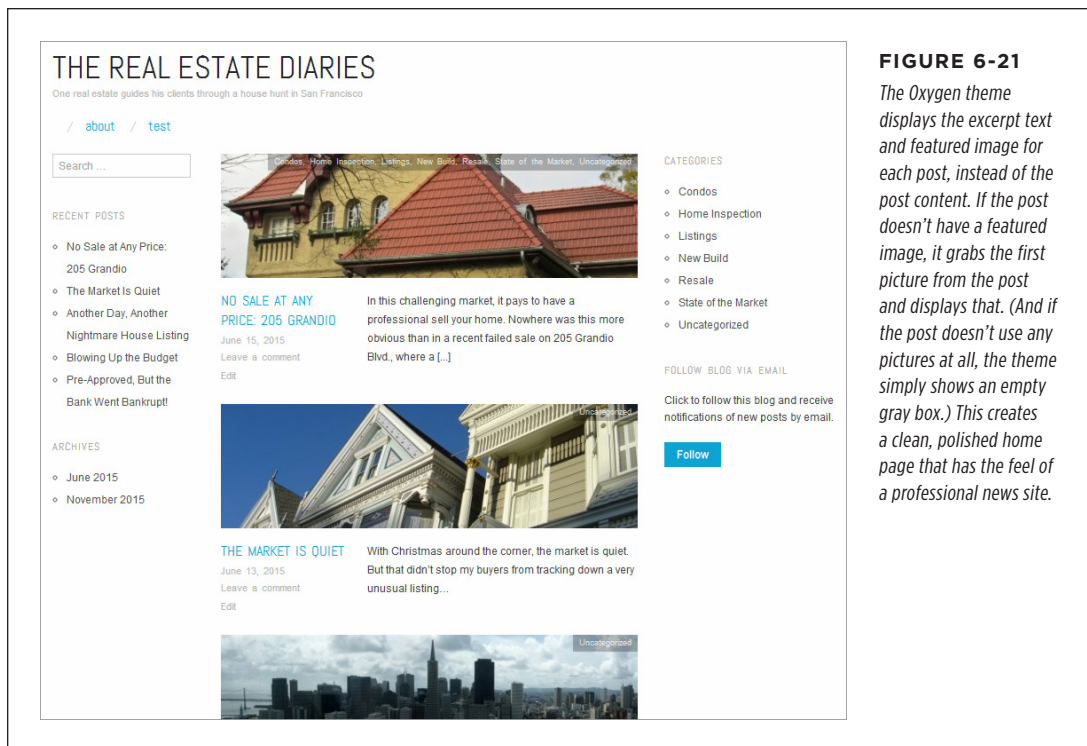 THE REAL ESTATE DIARIES
One real estate guides his clients through a house hunt in San Francisco
/ about / test
Search ...
RECENT POSTS
No Sale at Any Price:
205 Grandio
The Market Is Quiet
Another Day, Another
Nightmare House Listing
Blowing Up the Budget
Pre-Approved, But the
Bank Went Bankrupt!
ARCHIVES
June 2015
November 2015
Condos, Home Inspection, Listings, New Build, Resale, State of the Market, Uncategorized
NO SALE AT ANY
PRICE: 205 GRANDIO
June 15, 2015
Leave a comment
Edit
In this challenging market, it pays to have a
professional sell your home. Nowhere was this more
obvious than in a recent failed sale on 205 Grandio
Blvd., where a [...]
Uncategorized
THE MARKET IS QUIET
June 13, 2015
Leave a comment
Edit
With Christmas around the corner, the market is quiet.
But that didn't stop my buyers from tracking down a very
unusual listing…
Uncategorized
CATEGORIES
Condos
Home Inspection
Listings
New Build
Resale
State of the Market
Uncategorized
FOLLOW BLOG VIA EMAIL
Click to follow this blog and receive
notifications of new posts by email.
Follow
FIGURE 6-21
The Oxygen theme
displays the excerpt text
and featured image for
each post, instead of the
post content. If the post
doesn't have a featured
image, it grabs the first
picture from the post
and displays that. (And if
the post doesn't use any
pictures at all, the theme
simply shows an empty
gray box.) This creates
a clean, polished home
page that has the feel of
a professional news site.